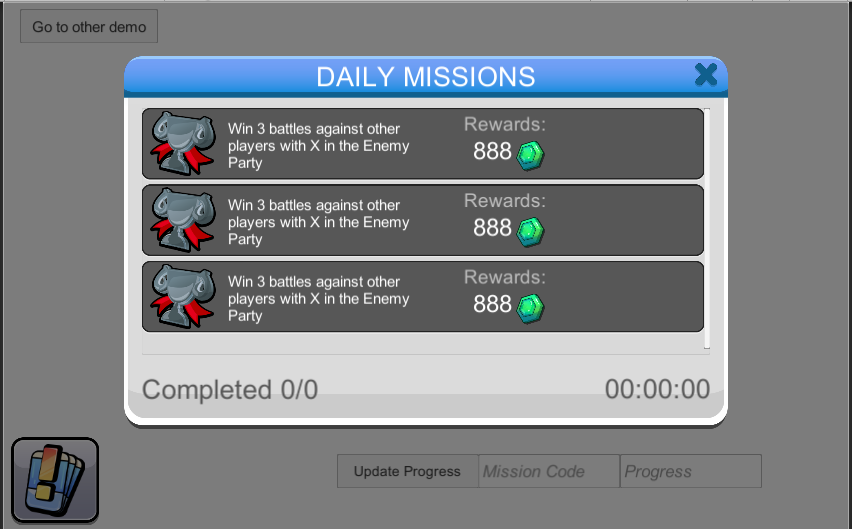 Go to other demo
DAILY MISSIONS
Win 3 battles against other
players with X in the Enemy
Party
Rewards:
888
Win 3 battles against other
players with X in the Enemy
Party
Rewards:
888
Win 3 battles against other
players with X in the Enemy
Party
Rewards:
888
Completed 0/0
00:00:00
Update Progress
Mission Code
Progress